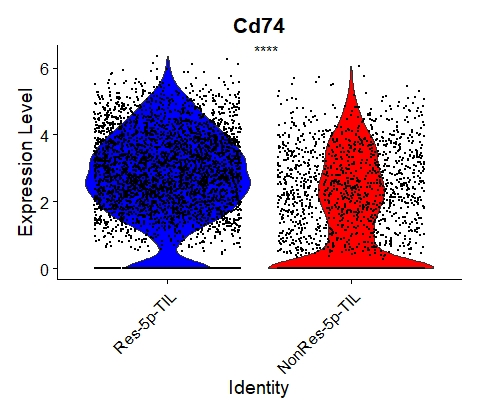 Cd74
****
Expression Level
6
4
2
0
Res-5p-TIL
NonRes-5p-TIL
Identity